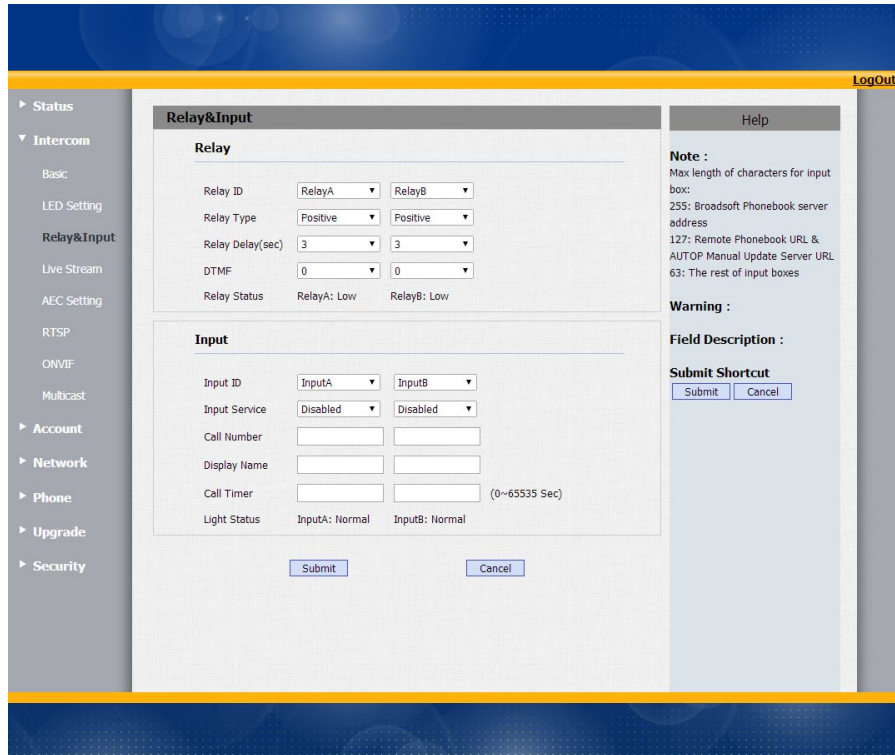 LogOut
Status
Intercom
Basic
LED Setting
Relay&Input
Live Stream
AEC Setting
RTSP
ONVIF
Multicast
Account
Network
Phone
Upgrade
Security
Relay&Input
Relay
Relay ID RelayA RelayB
Relay Type Positive Positive
Relay Delay(sec) 3 3
DTMF 0 0
Relay Status RelayA: Low RelayB: Low
Input
Input ID InputA InputB
Input Service Disabled Disabled
Call Number
Display Name
Call Timer (0~65535 Sec)
Light Status InputA: Normal InputB: Normal
Submit Cancel
Help
Note :
Max length of characters for input
box:
255: Broadsoft Phonebook server
address
127: Remote Phonebook URL &
AUTOP Manual Update Server URL
63: The rest of input boxes
Warning :
Field Description :
Submit Shortcut
Submit Cancel